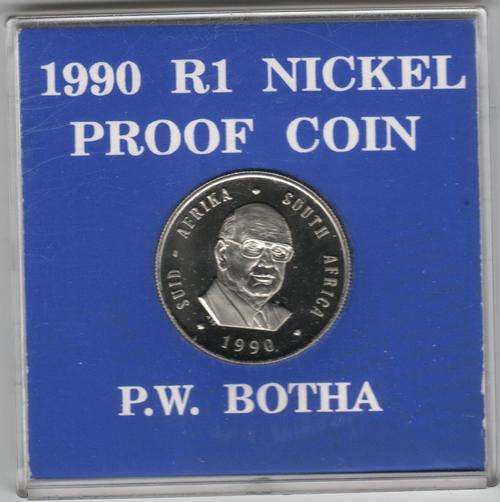 1990 R1 NICKEL
PROOF COIN
SUID - AFRIKA • SOUTH AFRICA
• 1990 •
P.W. BOTHA